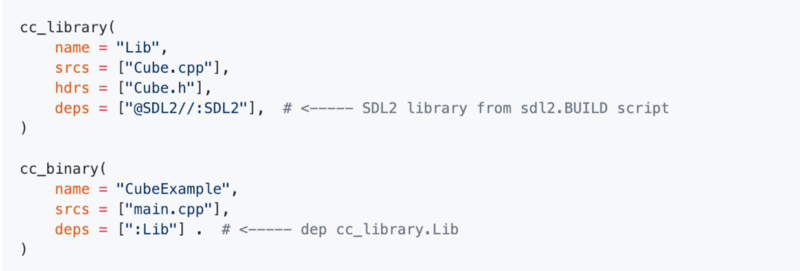 cc_library(
    name = "Lib",
    srcs = ["Cube.cpp"],
    hdrs = ["Cube.h"],
    deps = ["@SDL2//:SDL2"],  # <----- SDL2 library from sdl2.BUILD script
)

cc_binary(
    name = "CubeExample",
    srcs = ["main.cpp"],
    deps = [":Lib"] .  # <----- dep cc_library.Lib
)